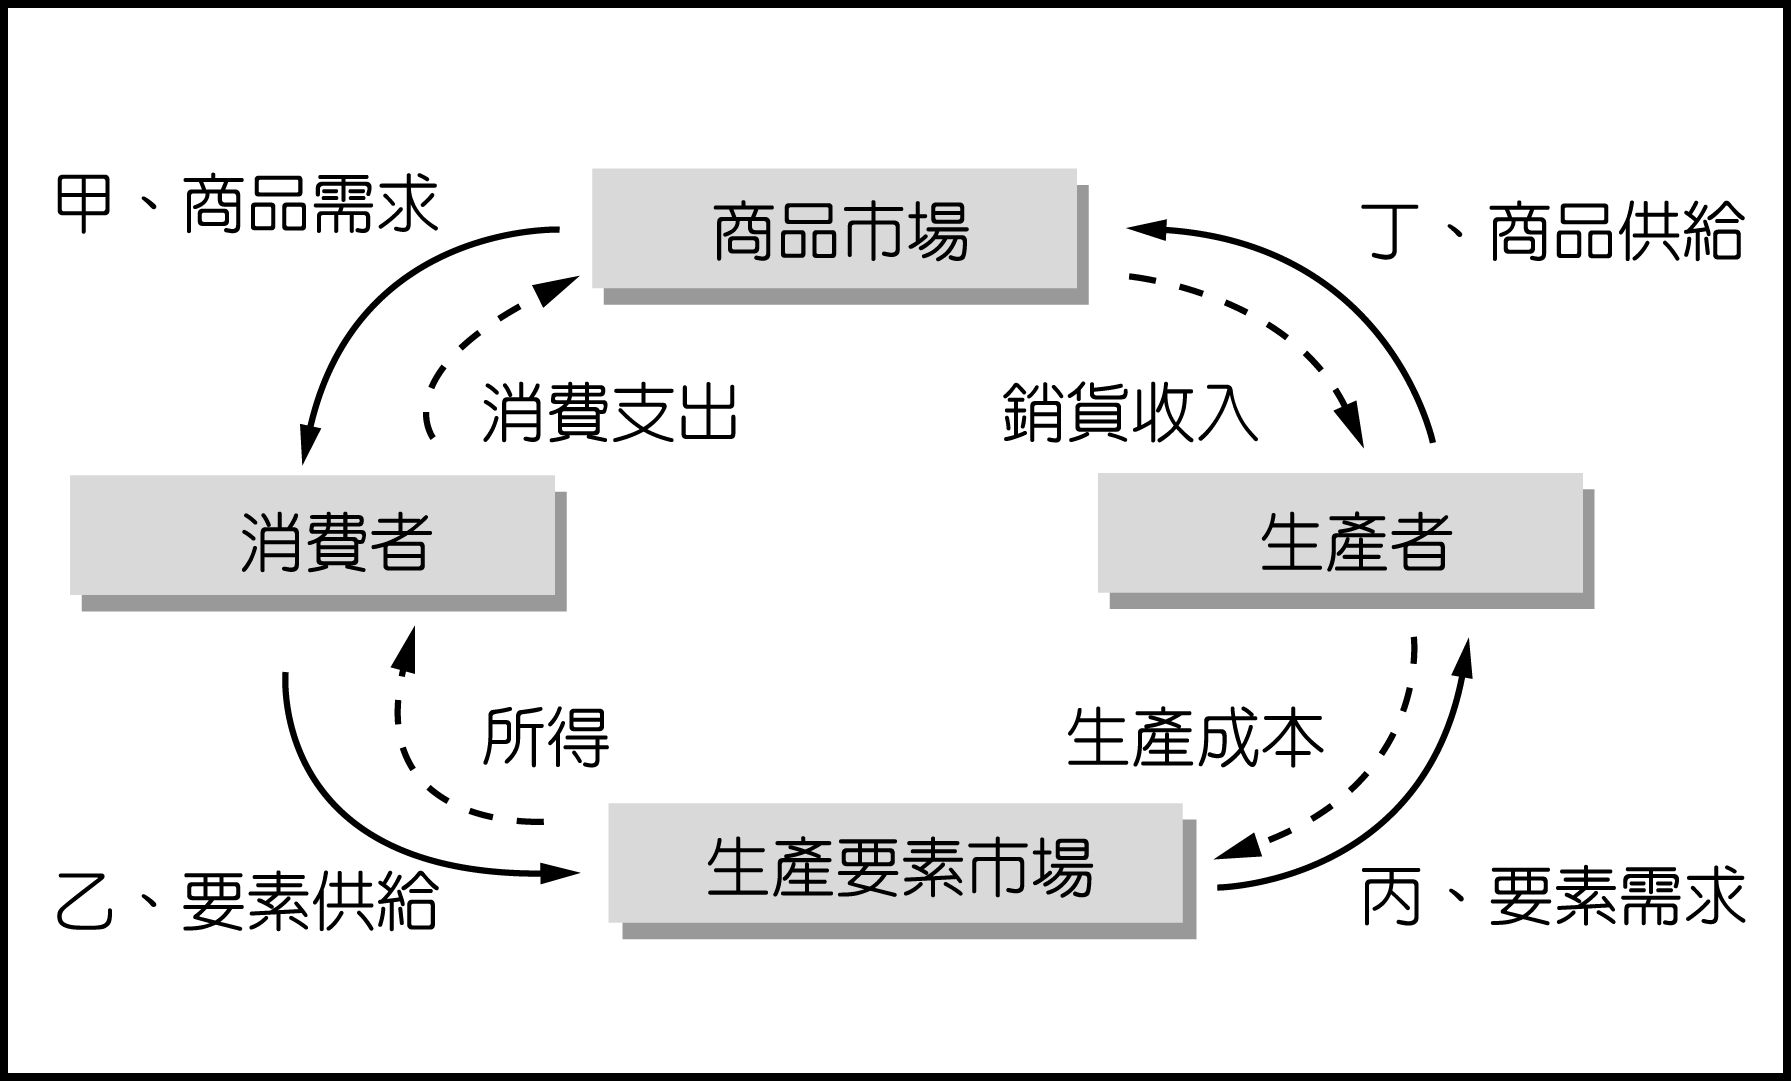 甲、商品需求
商品市場
丁、商品供給
消費支出
銷貨收入
消費者
生產者
所得
生產成本
生產要素市場
乙、要素供給
丙、要素需求